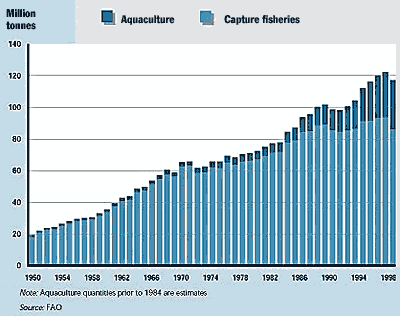 Million
tonnes
Aquaculture
Capture fisheries
140
120
100
80
60
40
20
0
1950 1954 1958 1962 1966 1970 1974 1978 1982 1986 1990 1994 1998
Note: Aquaculture quantities prior to 1984 are estimates
Source: FAO